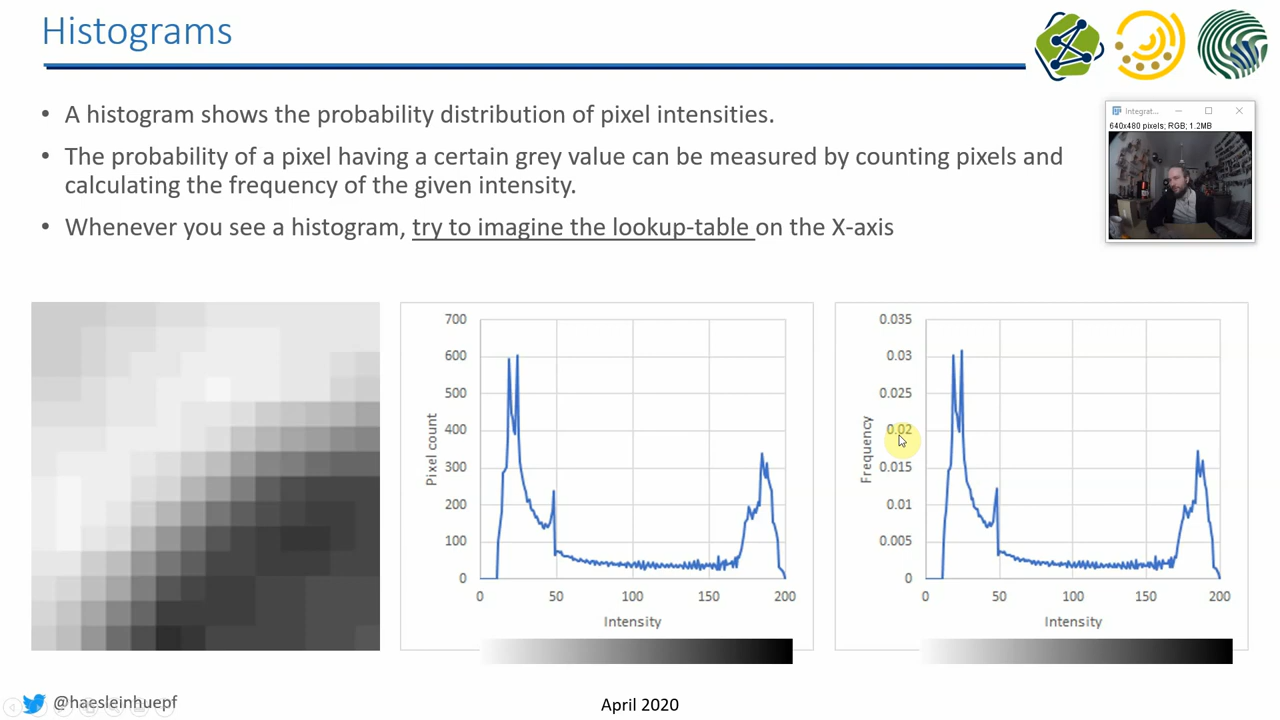 Histograms
• A histogram shows the probability distribution of pixel intensities.
• The probability of a pixel having a certain grey value can be measured by counting pixels and
calculating the frequency of the given intensity.
• Whenever you see a histogram, try to imagine the lookup-table on the X-axis
Integrat...
640x480 pixels; RGB; 1.2MB
Pixel count
700
600
500
400
300
200
100
0
0 50 100 150 200
Intensity
Frequency
0.035
0.03
0.025
0.02
0.015
0.01
0.005
0
0 50 100 150 200
Intensity
@haesleinhuepf
April 2020